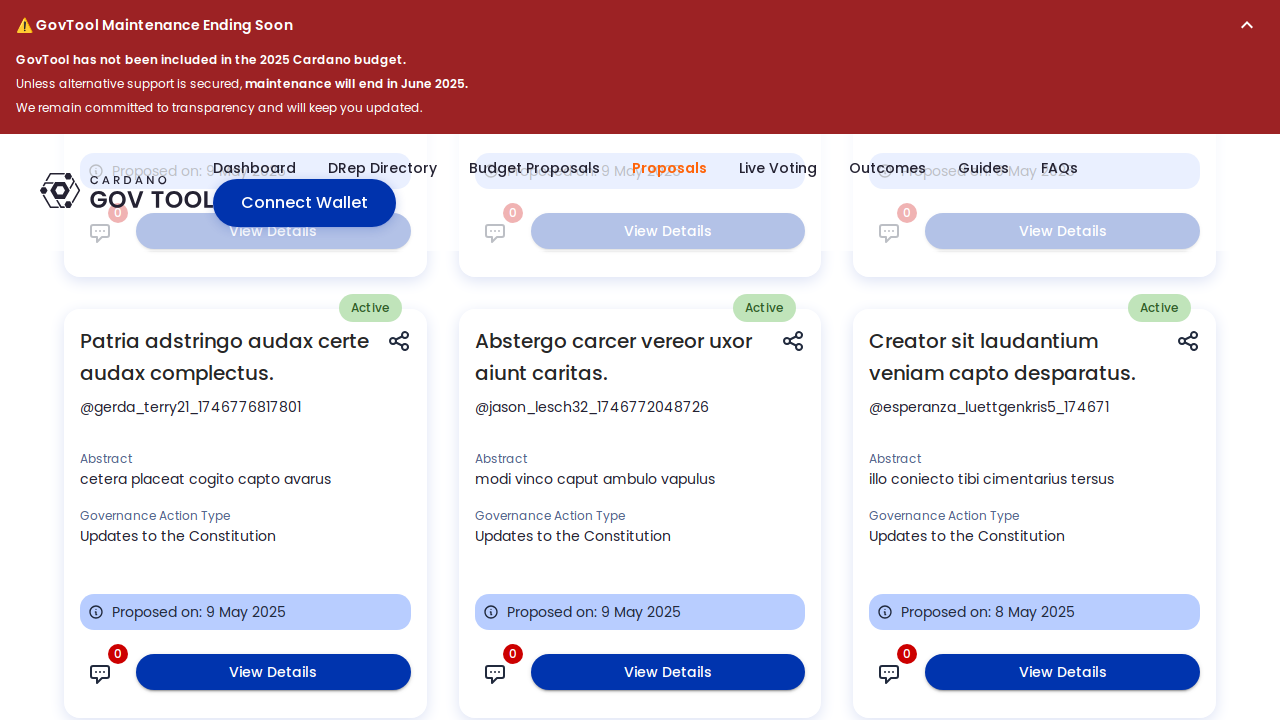 ⚠️ GovTool Maintenance Ending Soon
GovTool has not been included in the 2025 Cardano budget.
Unless alternative support is secured, maintenance will end in June 2025.
We remain committed to transparency and will keep you updated.
CARDANO
GOV TOOL
Dashboard DRep Directory Budget Proposals Proposals Live Voting Outcomes Guides FAQs
Connect Wallet
Proposed on: 9 May 2025
0
View Details
0
View Details
0
View Details
Active
Patria adstringo audax certe
audax complectus.
@gerda_terry21_1746776817801
Abstract
cetera placeat cogito capto avarus
Governance Action Type
Updates to the Constitution
Proposed on: 9 May 2025
0
View Details
Active
Abstergo carcer vereor uxor
aiunt caritas.
@jason_lesch32_1746772048726
Abstract
modi vinco caput ambulo vapulus
Governance Action Type
Updates to the Constitution
Proposed on: 9 May 2025
0
View Details
Active
Creator sit laudantium
veniam capto desparatus.
@esperanza_luettgenkris5_174671
Abstract
illo coniecto tibi cimentarius tersus
Governance Action Type
Updates to the Constitution
Proposed on: 8 May 2025
0
View Details